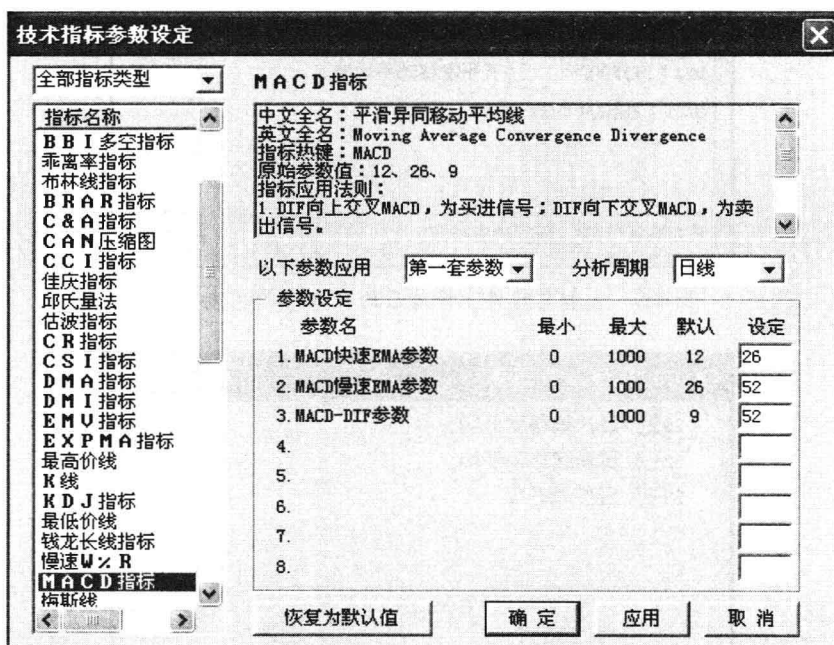 技术指标参数设定
全部指标类型
指标名称
BBI多空指标
乖离率指标
布林线指标
BRAR指标
C&A指标
CAN压缩图
CCI指标
佳庆指标
邱氏量法
估波指标
CR指标
CSI指标
DMA指标
DMI指标
EMV指标
EXPMA指标
最高价线
K线
KDJ指标
最低价线
钱龙长线指标
慢速W%R
MACD指标
梅斯线
MACD指标
中文全名：平滑异同移动平均线
英文全名：Moving Average Convergence Divergence
指标热键：MACD
原始参数值：12、26、9
指标应用法则：
1.DIF向上交叉MACD，为买进信号；DIF向下交叉MACD，为卖
出信号。
以下参数应用 第一套参数 分析周期 日线
参数设定
参数名 最小 最大 默认 设定
1.MACD快速EMA参数 0 1000 12 26
2.MACD慢速EMA参数 0 1000 26 52
3.MACD-DIF参数 0 1000 9 52
4.
5.
6.
7.
8.
恢复为默认值 确定 应用 取消